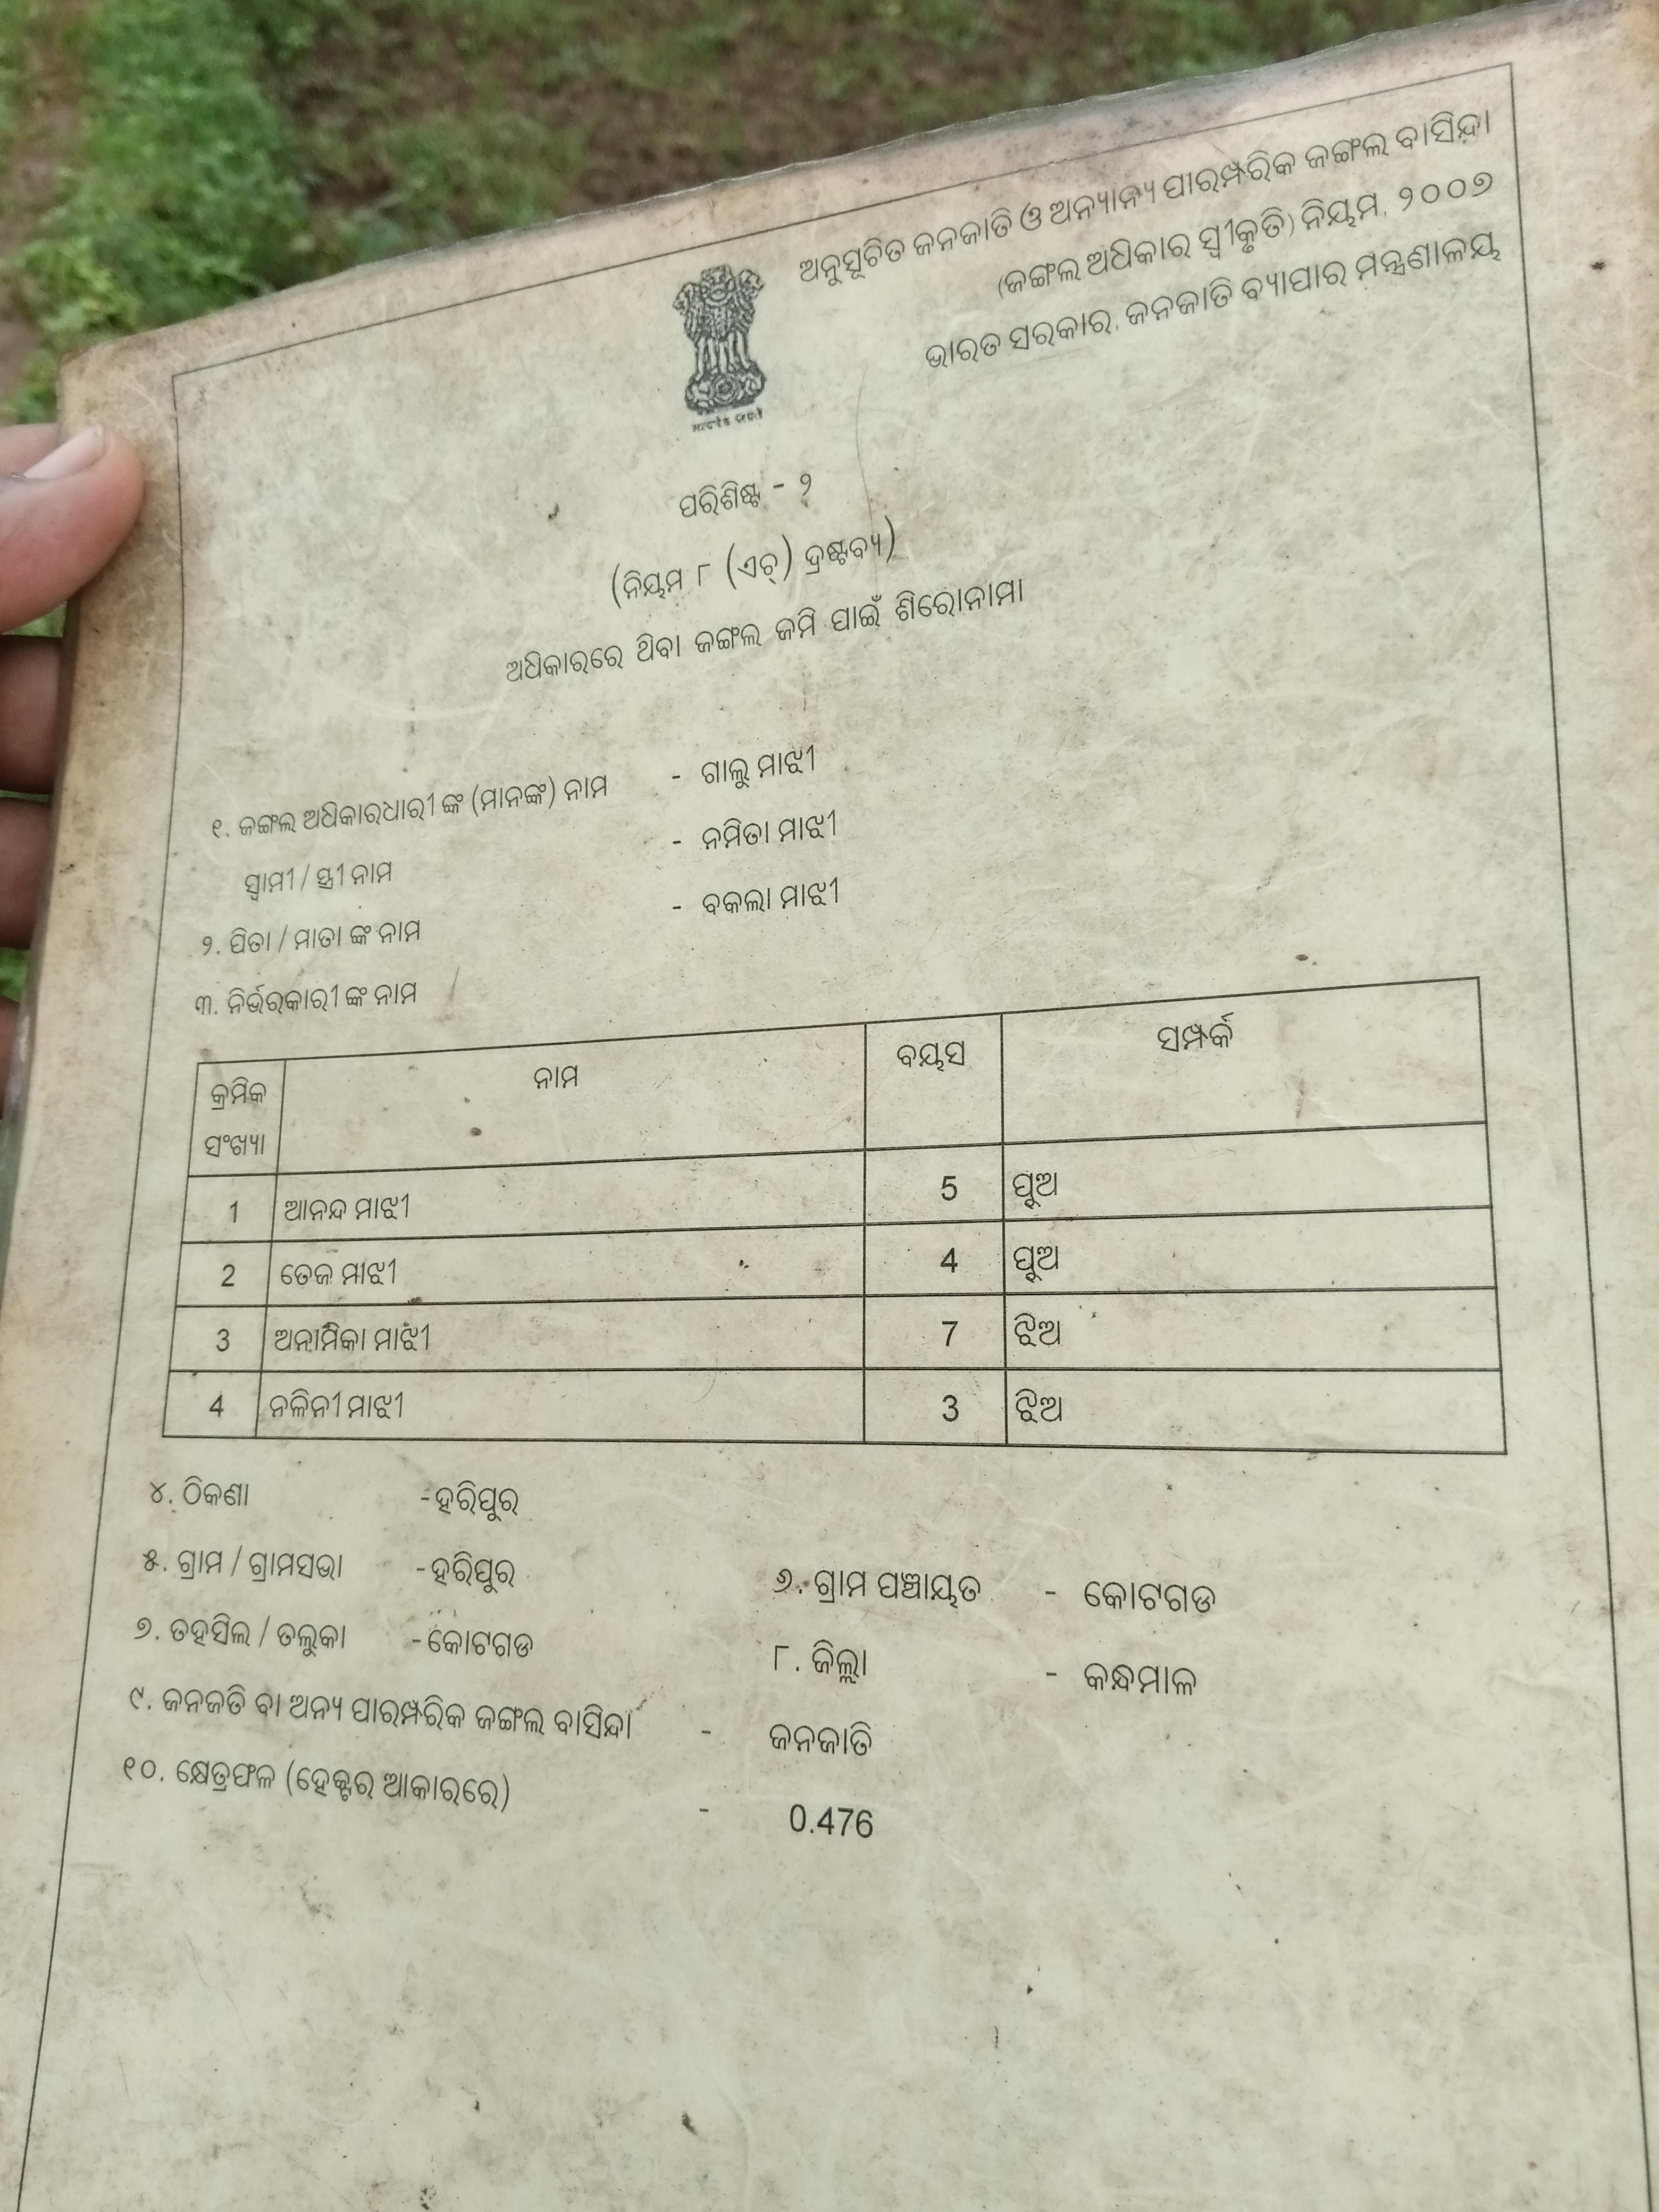 ଅନୁସୂଚିତ ଜନଜାତି ଓ ଅନ୍ୟାନ୍ୟ ପାରମ୍ପରିକ ଜଙ୍ଗଲ ବାସିନ୍ଦା
(ଜଙ୍ଗଲ ଅଧିକାର ସ୍ୱୀକୃତି) ନିୟମ, ୨୦୦୭
ଭାରତ ସରକାର, ଜନଜାତି ବ୍ୟାପାର ମନ୍ତ୍ରଣାଳୟ
ପରିଶିଷ୍ଟ - ୨
(ନିୟମ ୮ (ଏଚ୍) ଦ୍ରଷ୍ଟବ୍ୟ)
ଅଧିକାରରେ ଥିବା ଜଙ୍ଗଲ ଜମି ପାଇଁ ଶିରୋନାମା
୧. ଜଙ୍ଗଲ ଅଧିକାରଧାରୀ ଙ୍କ (ମାନଙ୍କ) ନାମ - ଗାଲୁ ମାଝୀ
ସ୍ୱାମୀ / ସ୍ତ୍ରୀ ନାମ - ନମିତା ମାଝୀ
୨. ପିତା / ମାତା ଙ୍କ ନାମ - ବକଲା ମାଝୀ
୩. ନିର୍ଭରକାରୀ ଙ୍କ ନାମ
କ୍ରମିକ ସଂଖ୍ୟା ନାମ ବୟସ ସମ୍ପର୍କ
1 ଆନନ୍ଦ ମାଝୀ 5 ପୁଅ
2 ତେଜ ମାଝୀ 4 ପୁଅ
3 ଅନାମିକା ମାଝୀ 7 ଝିଅ
4 ନଳିନୀ ମାଝୀ 3 ଝିଅ
୪. ଠିକଣା -ହରିପୁର
୫. ଗ୍ରାମ / ଗ୍ରାମସଭା -ହରିପୁର ୬. ଗ୍ରାମ ପଞ୍ଚାୟତ - କୋଟଗଡ
୭. ତହସିଲ / ତଲୁକା -କୋଟଗଡ ୮. ଜିଲ୍ଲା - କନ୍ଧମାଳ
୯. ଜନଜତି ବା ଅନ୍ୟ ପାରମ୍ପରିକ ଜଙ୍ଗଲ ବାସିନ୍ଦା - ଜନଜାତି
୧୦. କ୍ଷେତ୍ରଫଳ (ହେକ୍ଟର ଆକାରରେ) - 0.476